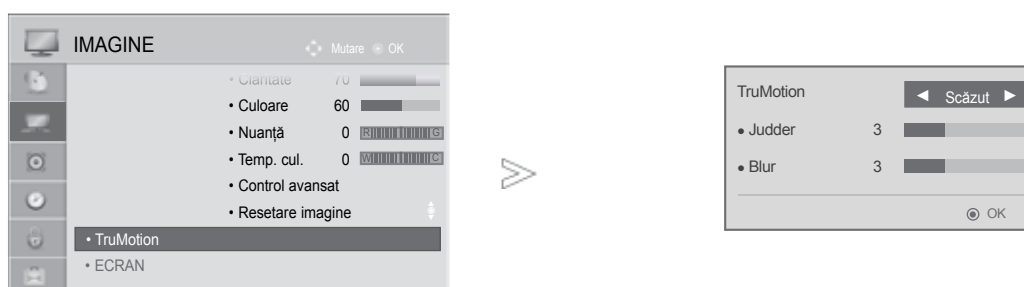 IMAGINE
Mutare OK
• Claritate 70
• Culoare 60
• Nuanță 0 R G
• Temp. cul. 0 W C
• Control avansat
• Resetare imagine
• TruMotion
• ECRAN
TruMotion ◄ Scăzut ►
• Judder 3
• Blur 3
OK